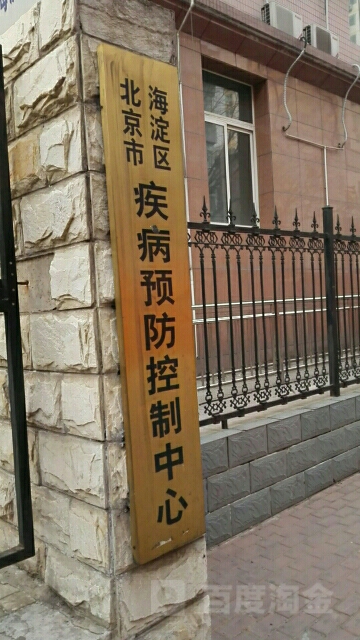 北京市
海淀区
疾病预防控制中心
百度淘金